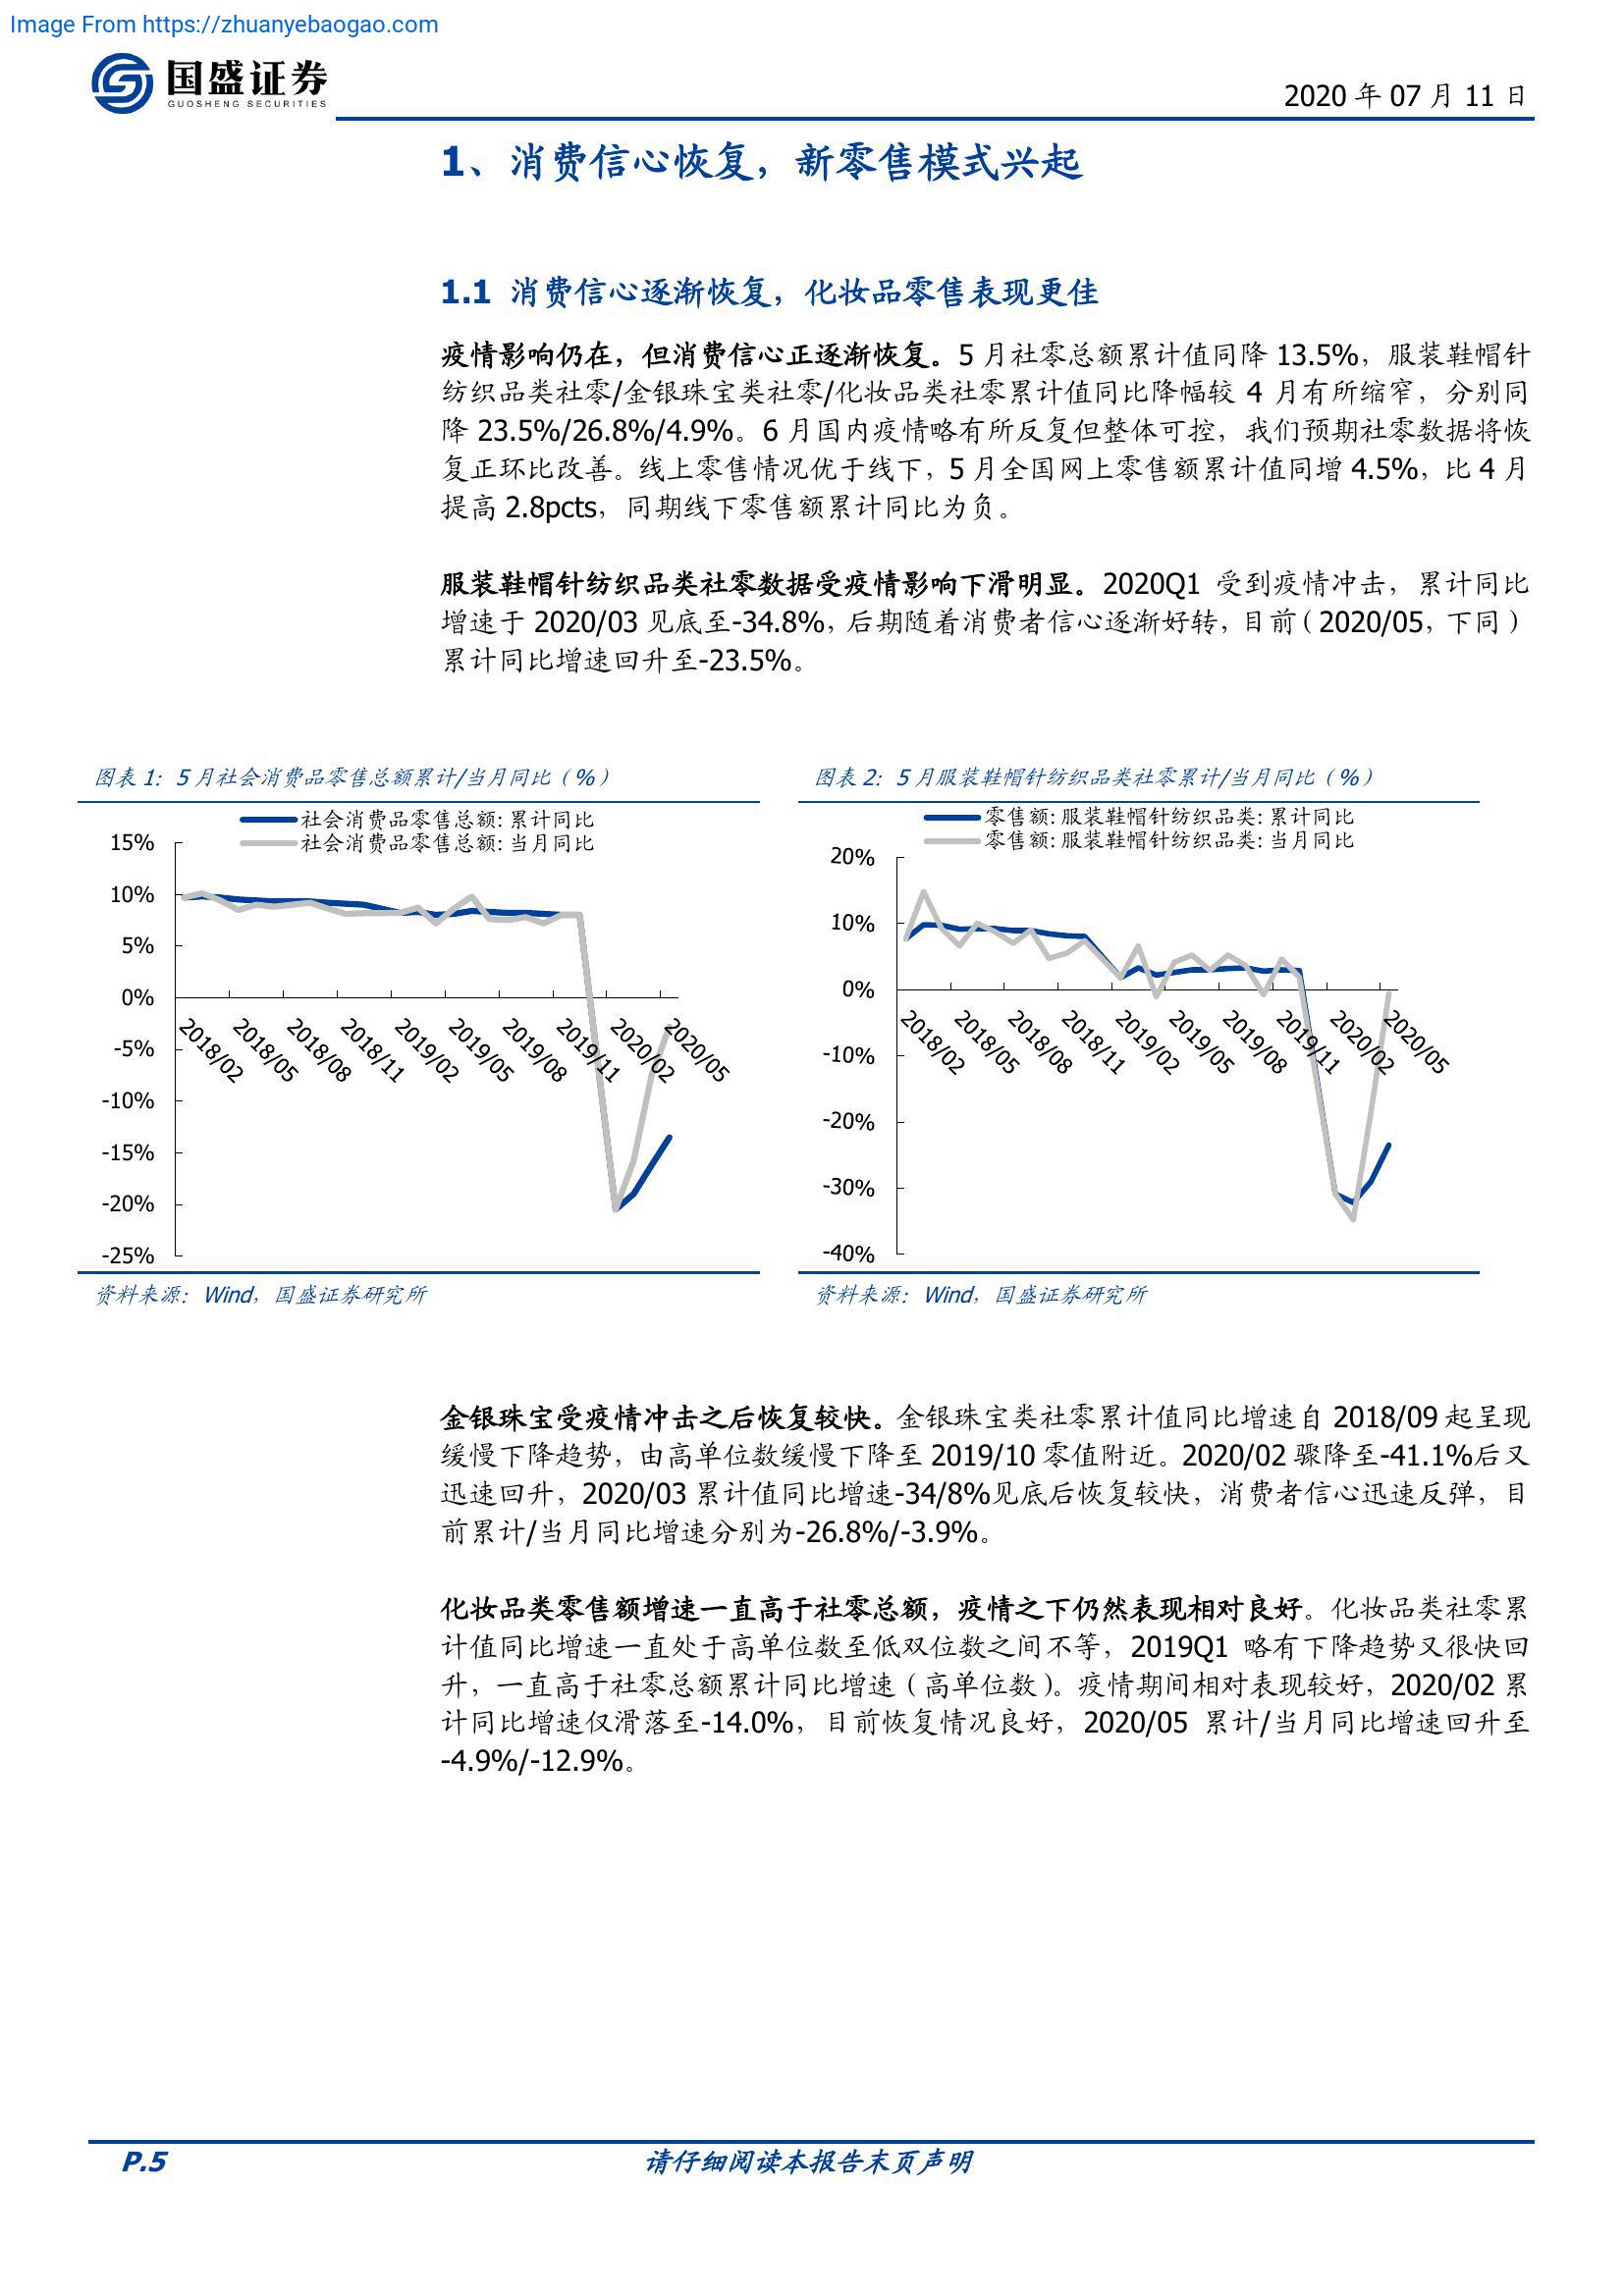 Image From https://zhuanyebaogao.com
国盛证券
GUOSHENG SECURITIES
2020 年 07 月 11 日
1、消费信心恢复，新零售模式兴起
1.1 消费信心逐渐恢复，化妆品零售表现更佳
疫情影响仍在，但消费信心正逐渐恢复。5 月社零总额累计值同降 13.5%，服装鞋帽针
纺织品类社零/金银珠宝类社零/化妆品类社零累计值同比降幅较 4 月有所缩窄，分别同
降 23.5%/26.8%/4.9%。6 月国内疫情略有所反复但整体可控，我们预期社零数据将恢
复正环比改善。线上零售情况优于线下，5 月全国网上零售额累计值同增 4.5%，比 4 月
提高 2.8pcts，同期线下零售额累计同比为负。
服装鞋帽针纺织品类社零数据受疫情影响下滑明显。2020Q1 受到疫情冲击，累计同比
增速于 2020/03 见底至-34.8%，后期随着消费者信心逐渐好转，目前（2020/05，下同）
累计同比增速回升至-23.5%。
图表 1：5 月社会消费品零售总额累计/当月同比（%）
社会消费品零售总额:累计同比
社会消费品零售总额:当月同比
15%
10%
5%
0%
-5%
-10%
-15%
-20%
-25%
2018/02
2018/05
2018/08
2018/11
2019/02
2019/05
2019/08
2019/11
2020/02
2020/05
资料来源：Wind，国盛证券研究所
图表 2：5 月服装鞋帽针纺织品类社零累计/当月同比（%）
零售额:服装鞋帽针纺织品类:累计同比
零售额:服装鞋帽针纺织品类:当月同比
20%
10%
0%
-10%
-20%
-30%
-40%
2018/02
2018/05
2018/08
2018/11
2019/02
2019/05
2019/08
2019/11
2020/02
2020/05
资料来源：Wind，国盛证券研究所
金银珠宝受疫情冲击之后恢复较快。金银珠宝类社零累计值同比增速自 2018/09 起呈现
缓慢下降趋势，由高单位数缓慢下降至 2019/10 零值附近。2020/02 骤降至-41.1%后又
迅速回升，2020/03 累计值同比增速-34/8%见底后恢复较快，消费者信心迅速反弹，目
前累计/当月同比增速分别为-26.8%/-3.9%。
化妆品类零售额增速一直高于社零总额，疫情之下仍然表现相对良好。化妆品类社零累
计值同比增速一直处于高单位数至低双位数之间不等，2019Q1 略有下降趋势又很快回
升，一直高于社零总额累计同比增速（高单位数）。疫情期间相对表现较好，2020/02 累
计同比增速仅滑落至-14.0%，目前恢复情况良好，2020/05 累计/当月同比增速回升至
-4.9%/-12.9%。
P.5
请仔细阅读本报告末页声明